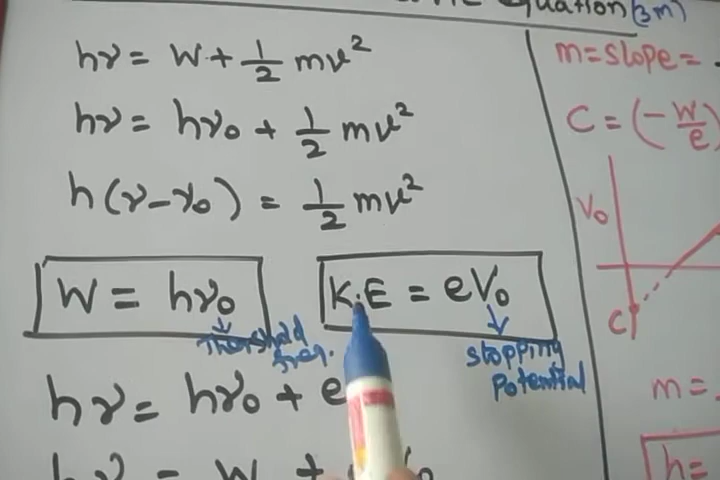 equation (3m)
hν = W + 1/2 mv²
hν = hν₀ + 1/2 mv²
h(ν-ν₀) = 1/2 mv²
W = hν₀
K.E = eV₀
Threshold
freq.
stopping
potential
hν = hν₀ + e
hν = W +
m = slope =
C = (-W/e)
V₀
C
m =
h =